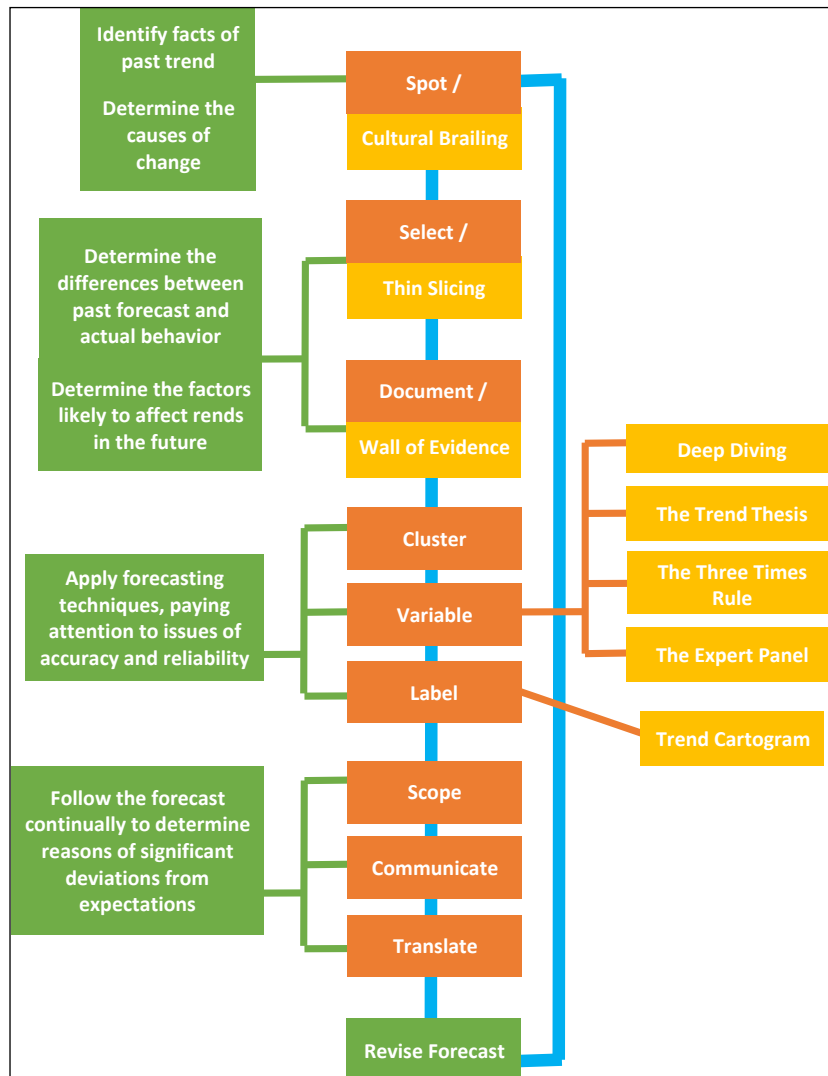 Identify facts of
past trend
Determine the
causes of
change
Spot /
Cultural Brailing
Determine the
differences between
past forecast and
actual behavior
Determine the factors
likely to affect rends
in the future
Select /
Thin Slicing
Document /
Wall of Evidence
Apply forecasting
techniques, paying
attention to issues of
accuracy and reliability
Cluster
Variable
Label
Deep Diving
The Trend Thesis
The Three Times
Rule
The Expert Panel
Trend Cartogram
Follow the forecast
continually to determine
reasons of significant
deviations from
expectations
Scope
Communicate
Translate
Revise Forecast